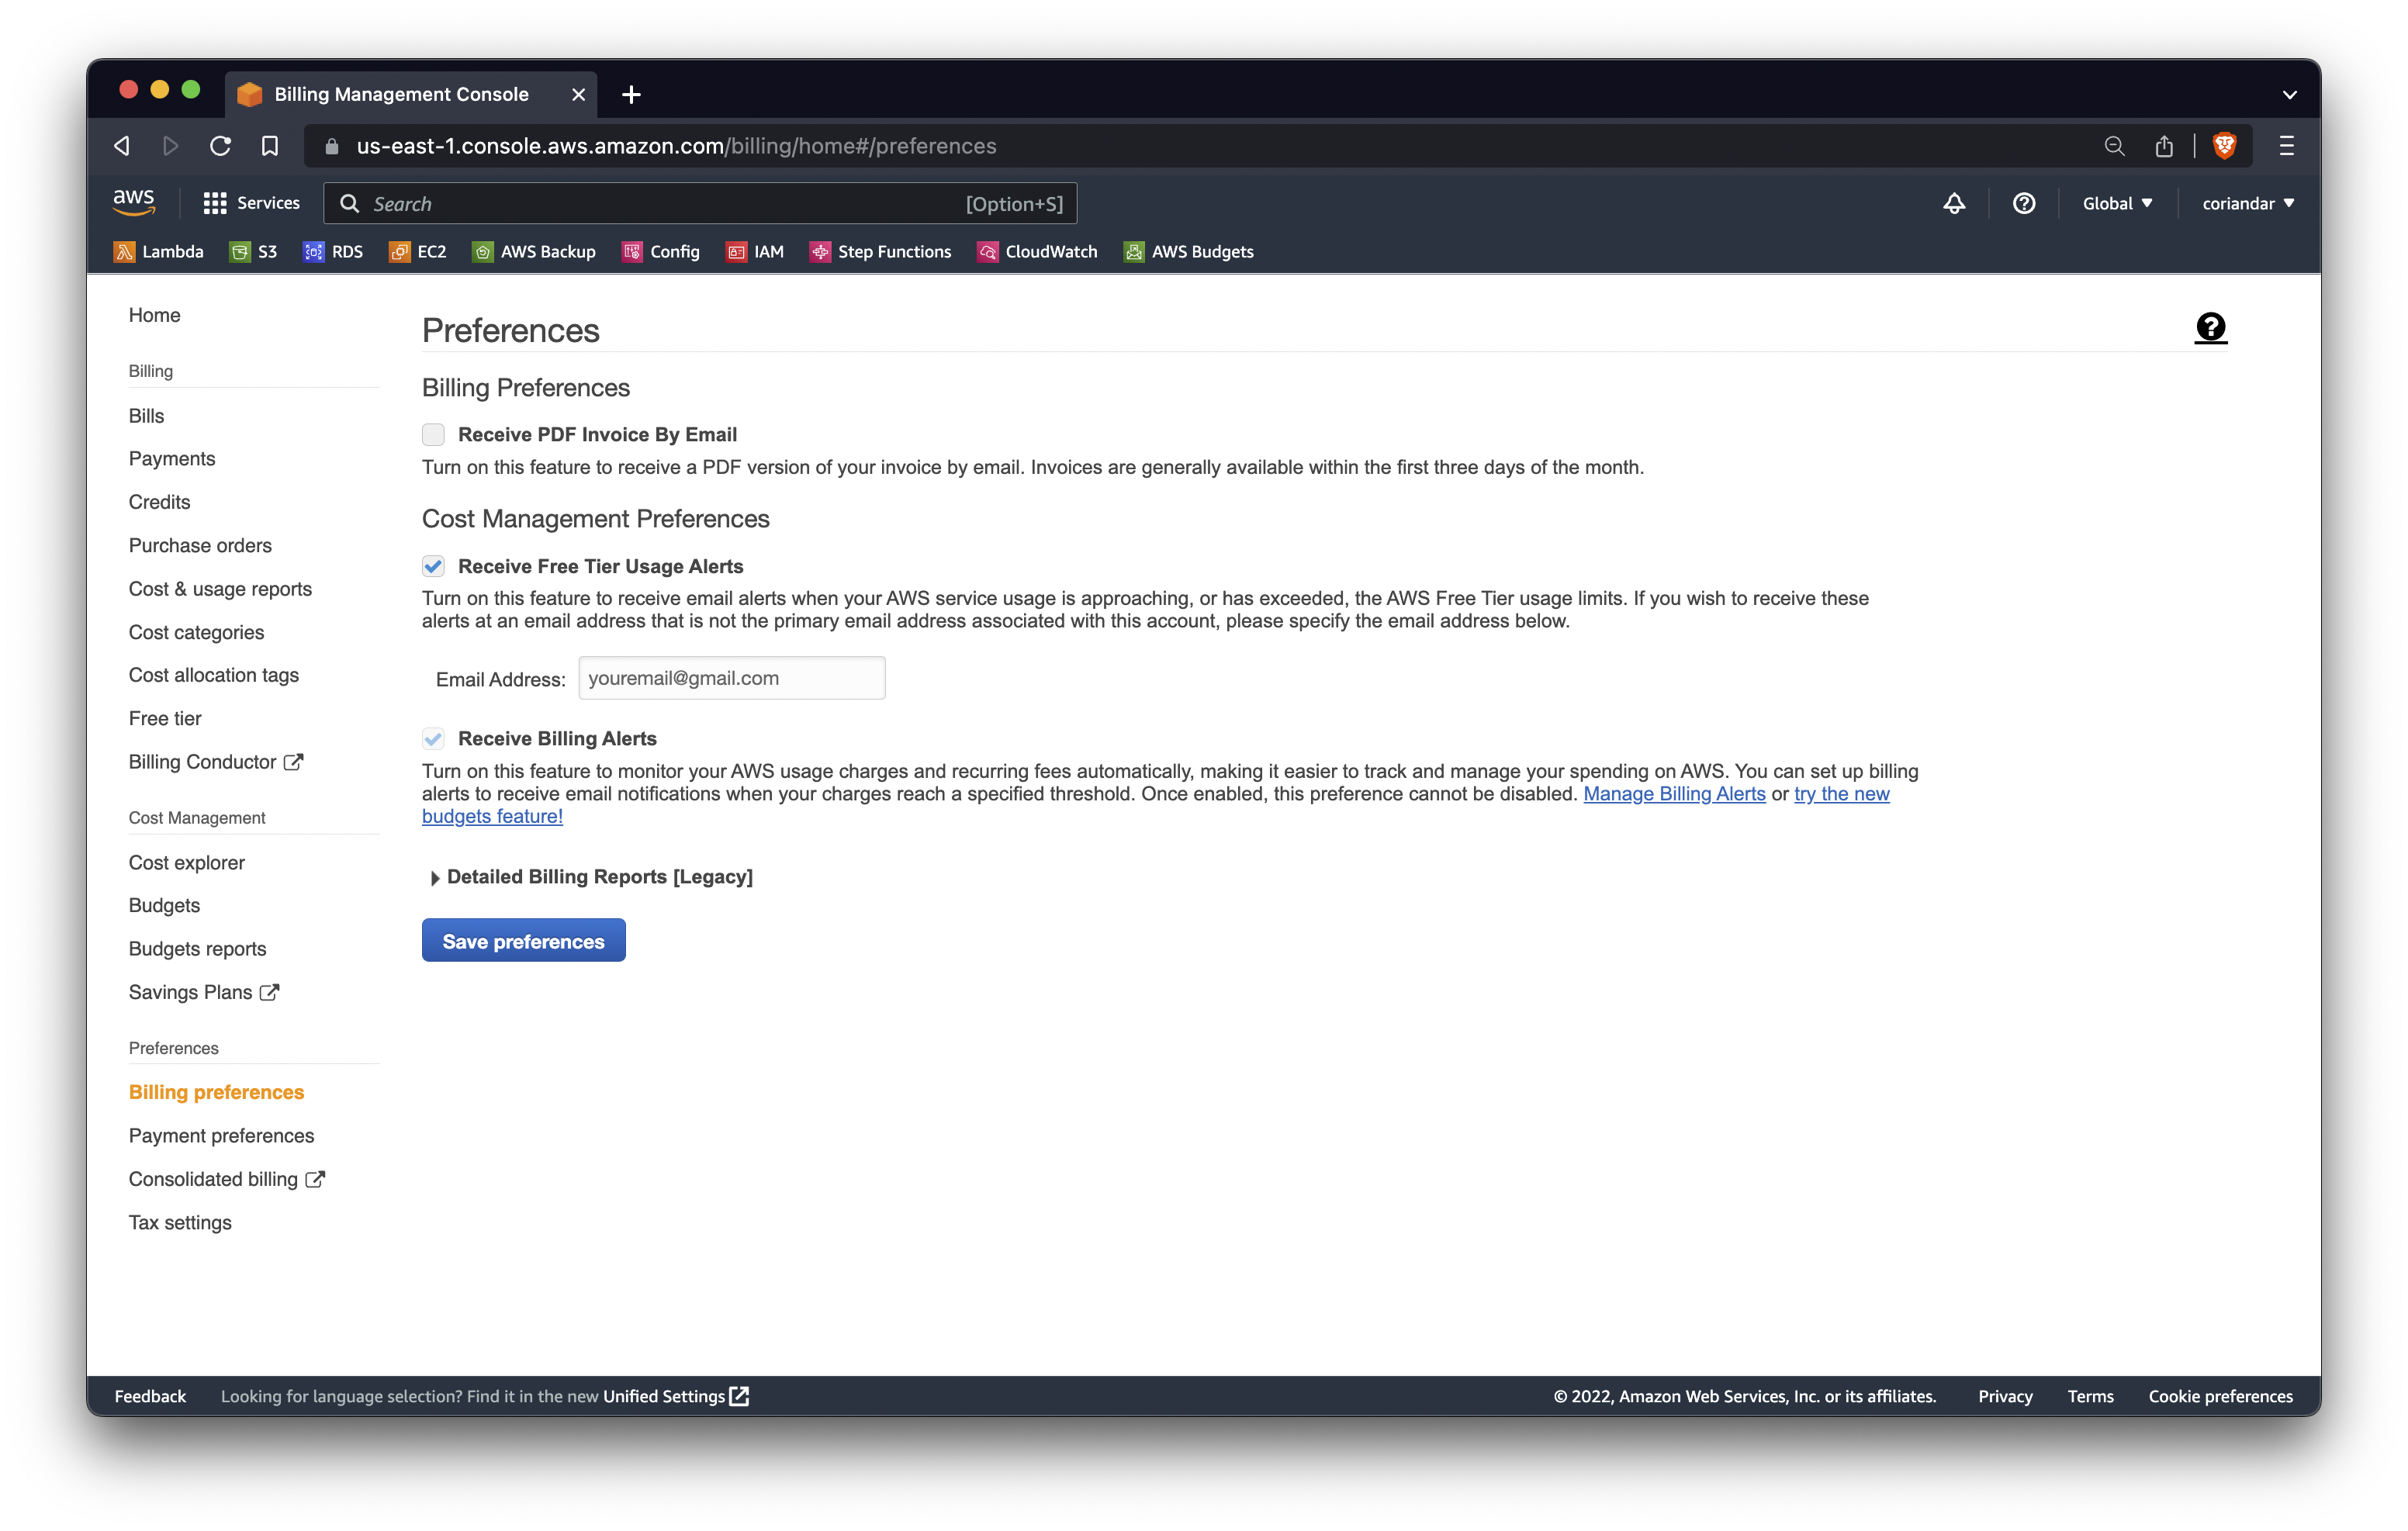 Billing Management Console
us-east-1.console.aws.amazon.com/billing/home#/preferences
aws Services Search [Option+S] Global coriandar
Lambda S3 RDS EC2 AWS Backup Config IAM Step Functions CloudWatch AWS Budgets
Home
Billing
Bills
Payments
Credits
Purchase orders
Cost & usage reports
Cost categories
Cost allocation tags
Free tier
Billing Conductor
Cost Management
Cost explorer
Budgets
Budgets reports
Savings Plans
Preferences
Billing preferences
Payment preferences
Consolidated billing
Tax settings
Preferences
Billing Preferences
Receive PDF Invoice By Email
Turn on this feature to receive a PDF version of your invoice by email. Invoices are generally available within the first three days of the month.
Cost Management Preferences
Receive Free Tier Usage Alerts
Turn on this feature to receive email alerts when your AWS service usage is approaching, or has exceeded, the AWS Free Tier usage limits. If you wish to receive these
alerts at an email address that is not the primary email address associated with this account, please specify the email address below.
Email Address: youremail@gmail.com
Receive Billing Alerts
Turn on this feature to monitor your AWS usage charges and recurring fees automatically, making it easier to track and manage your spending on AWS. You can set up billing
alerts to receive email notifications when your charges reach a specified threshold. Once enabled, this preference cannot be disabled. Manage Billing Alerts or try the new
budgets feature!
Detailed Billing Reports [Legacy]
Save preferences
Feedback Looking for language selection? Find it in the new Unified Settings © 2022, Amazon Web Services, Inc. or its affiliates. Privacy Terms Cookie preferences